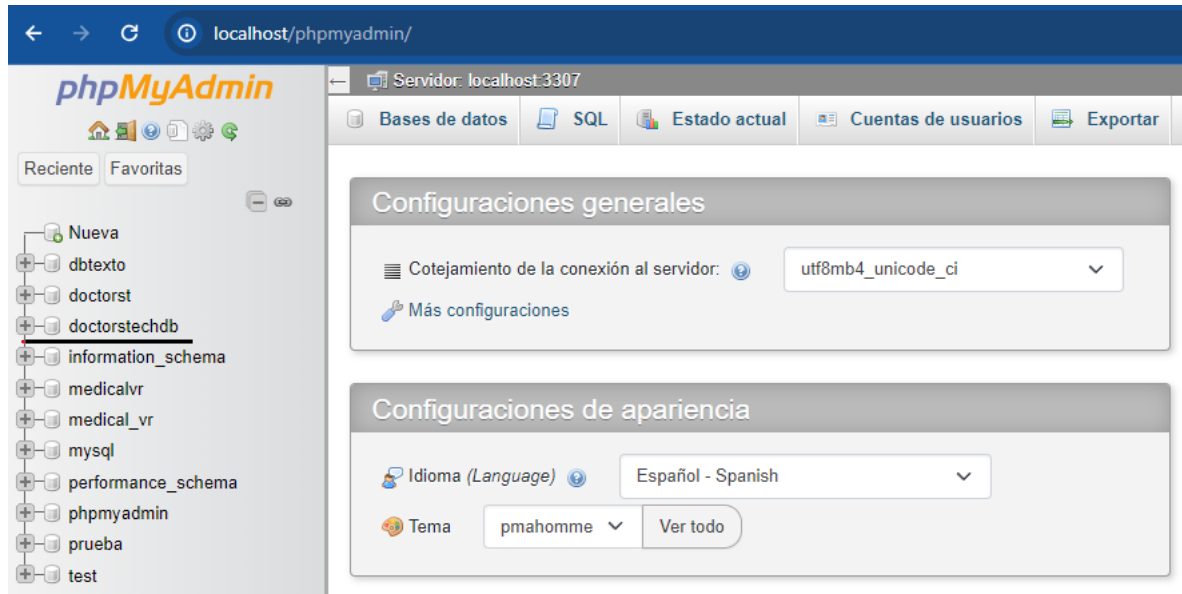 localhost/phpmyadmin/
phpMyAdmin
Reciente Favoritas
Nueva
dbtexto
doctorst
doctorstechdb
information_schema
medicalvr
medical_vr
mysql
performance_schema
phpmyadmin
prueba
test
Servidor: localhost:3307
Bases de datos SQL Estado actual Cuentas de usuarios Exportar
Configuraciones generales
Cotejamiento de la conexión al servidor: utf8mb4_unicode_ci
Más configuraciones
Configuraciones de apariencia
Idioma (Language) Español - Spanish
Tema pmahomme Ver todo